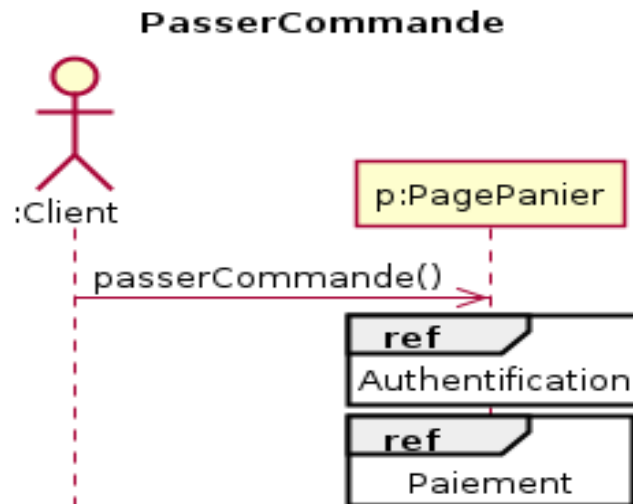 PasserCommande
:Client
p:PagePanier
passerCommande()
ref
Authentification
ref
Paiement